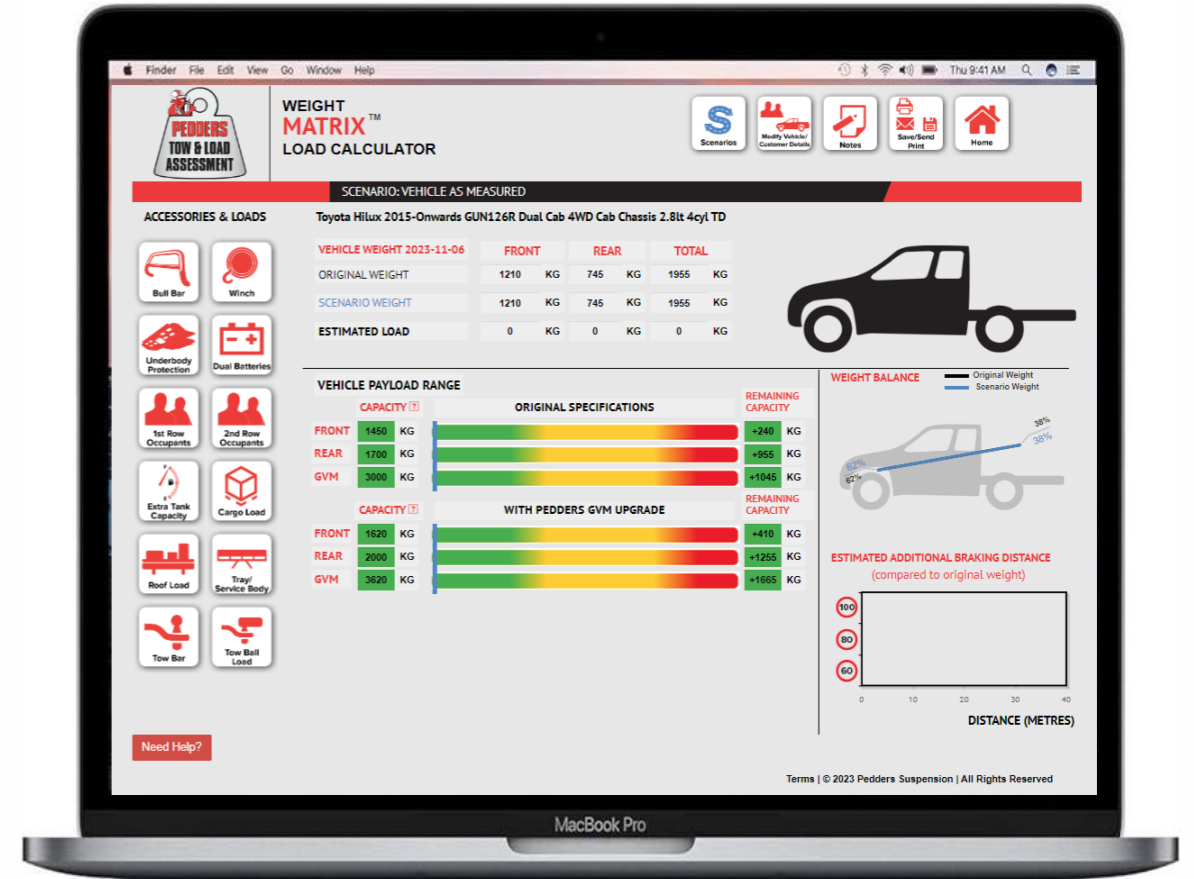 Finder File Edit View Go Window Help
Thu 9:41 AM
PEDDERS
TOW & LOAD
ASSESSMENT
WEIGHT
MATRIX™
LOAD CALCULATOR
Scenarios
Modify Vehicle/
Customer Details
Notes
Save/Send
Print
Home
SCENARIO: VEHICLE AS MEASURED
ACCESSORIES & LOADS
Bull Bar
Winch
Underbody
Protection
Dual Batteries
1st Row
Occupants
2nd Row
Occupants
F
E
Extra Tank
Capacity
Cargo Load
Roof Load
Tray/
Service Body
Tow Bar
Tow Ball
Load
Need Help?
Toyota Hilux 2015-Onwards GUN126R Dual Cab 4WD Cab Chassis 2.8lt 4cyl TD
VEHICLE WEIGHT 2023-11-06 FRONT REAR TOTAL
ORIGINAL WEIGHT 1210 KG 745 KG 1955 KG
SCENARIO WEIGHT 1210 KG 745 KG 1955 KG
ESTIMATED LOAD 0 KG 0 KG 0 KG
VEHICLE PAYLOAD RANGE
CAPACITY ? ORIGINAL SPECIFICATIONS REMAINING
CAPACITY
FRONT 1450 KG +240 KG
REAR 1700 KG +955 KG
GVM 3000 KG +1045 KG
CAPACITY ? WITH PEDDERS GVM UPGRADE REMAINING
CAPACITY
FRONT 1620 KG +410 KG
REAR 2000 KG +1255 KG
GVM 3620 KG +1665 KG
WEIGHT BALANCE
Original Weight
Scenario Weight
38%
38%
62%
62%
ESTIMATED ADDITIONAL BRAKING DISTANCE
(compared to original weight)
100
80
60
0 10 20 30 40
DISTANCE (METRES)
Terms | © 2023 Pedders Suspension | All Rights Reserved
MacBook Pro